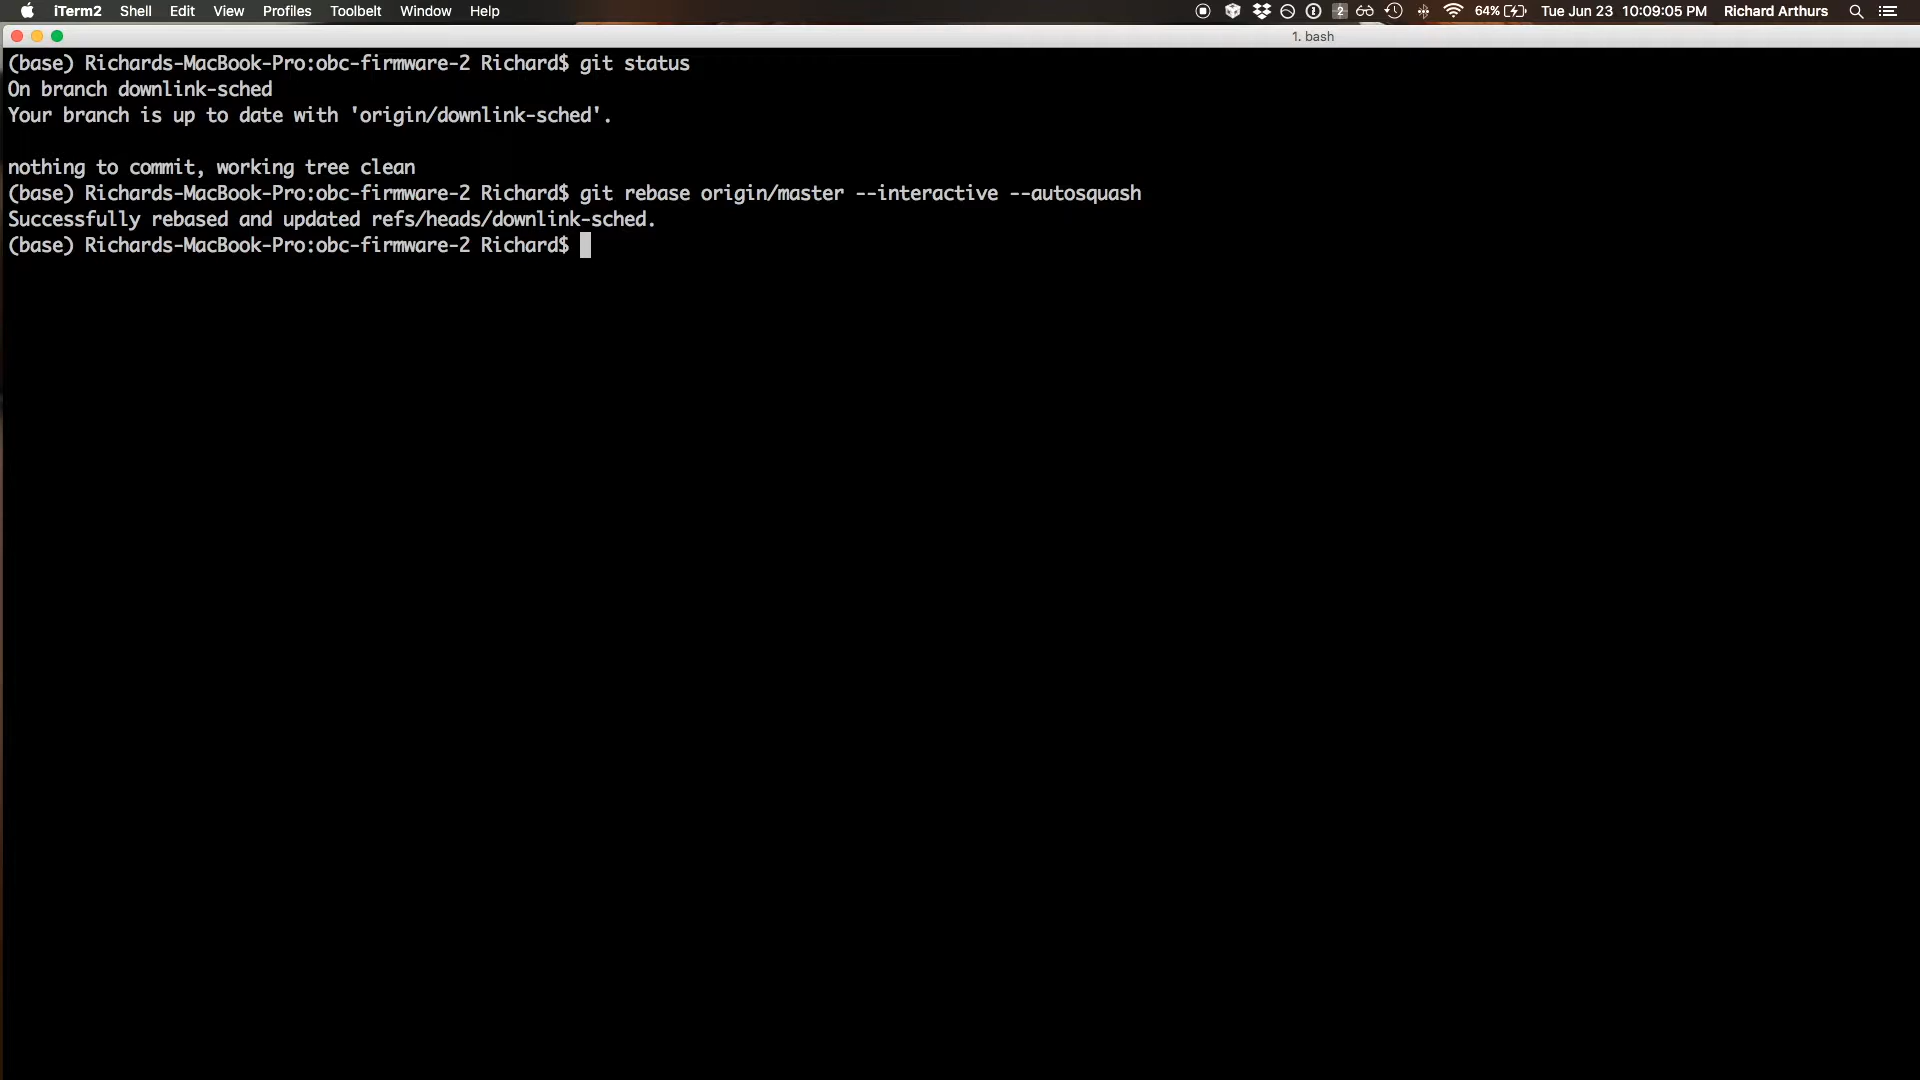 iTerm2 Shell Edit View Profiles Toolbelt Window Help 2 64% Tue Jun 23 10:09:05 PM Richard Arthurs
1. bash
(base) Richards-MacBook-Pro:obc-firmware-2 Richard$ git status
On branch downlink-sched
Your branch is up to date with 'origin/downlink-sched'.
nothing to commit, working tree clean
(base) Richards-MacBook-Pro:obc-firmware-2 Richard$ git rebase origin/master --interactive --autosquash
Successfully rebased and updated refs/heads/downlink-sched.
(base) Richards-MacBook-Pro:obc-firmware-2 Richard$